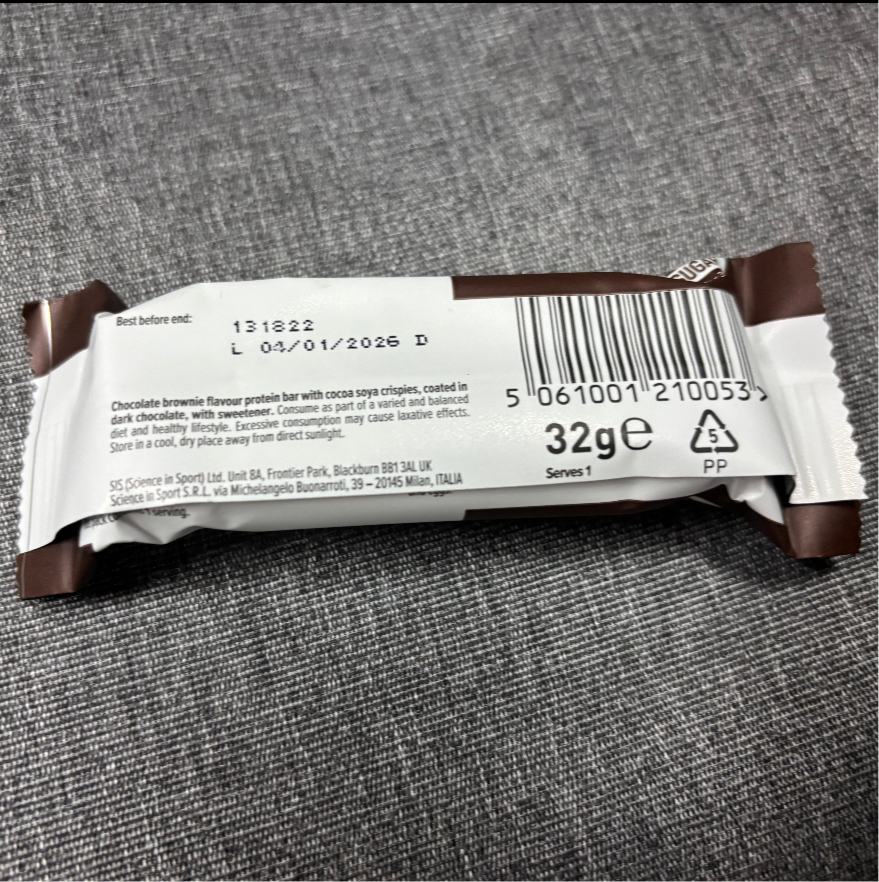 SUGA
Best before end:
131822
L 04/01/2026 D
Chocolate brownie flavour protein bar with cocoa soya crispies, coated in
dark chocolate, with sweetener. Consume as part of a varied and balanced
diet and healthy lifestyle. Excessive consumption may cause laxative effects.
Store in a cool, dry place away from direct sunlight.
SIS (Science in Sport) Ltd. Unit 8A, Frontier Park, Blackburn BB1 3AL UK
Science in Sport S.R.L. via Michelangelo Buonarroti, 39 – 20145 Milan, ITALIA
serving.
5 061001 210053 >
32g e
Serves 1
5
PP